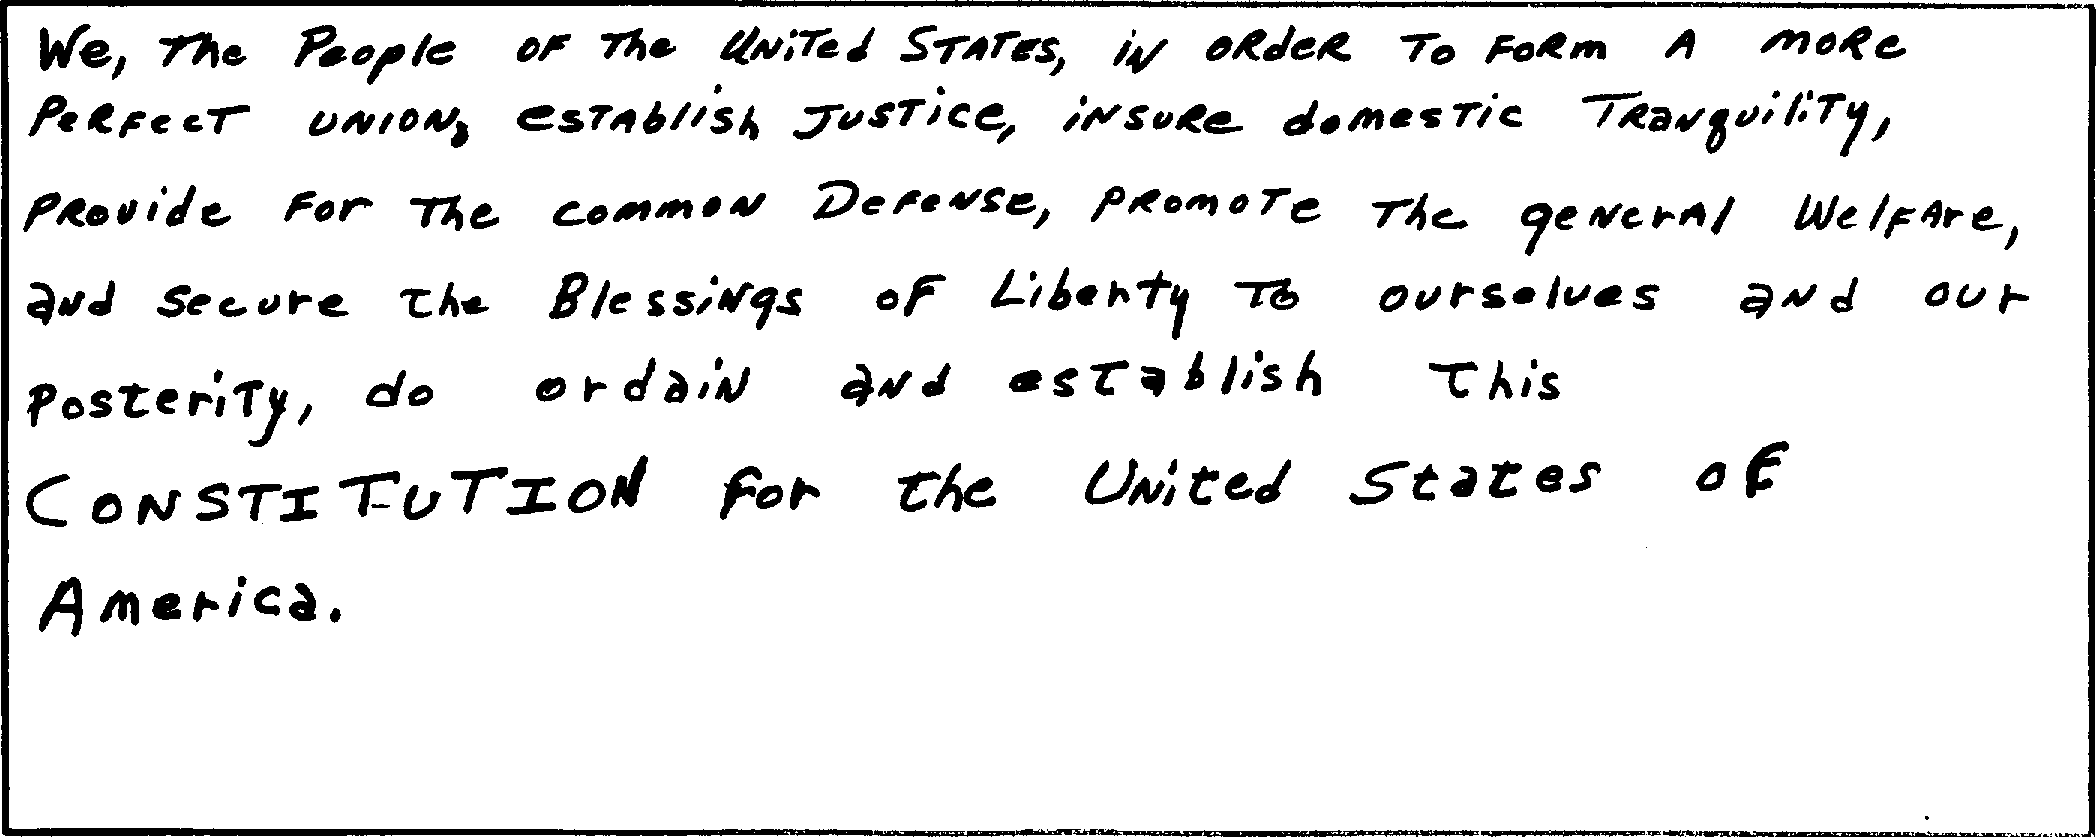 We, The People OF The UNiTed STATES, iN ORdeR TO FORM A MORe
PeRFecT UNION, esTAblish JUSTICe, iNSURe domesTic TRaNquiliTy,
PROvide For The commoN DeFeNse, PROMOTe The geNerAl WelFAre,
aNd secure the BlessiNgs oF Liberty To ourselves aNd our
PosteriTy, do ordaiN aNd establish This
CONSTITUTION for the UNited States of
America.